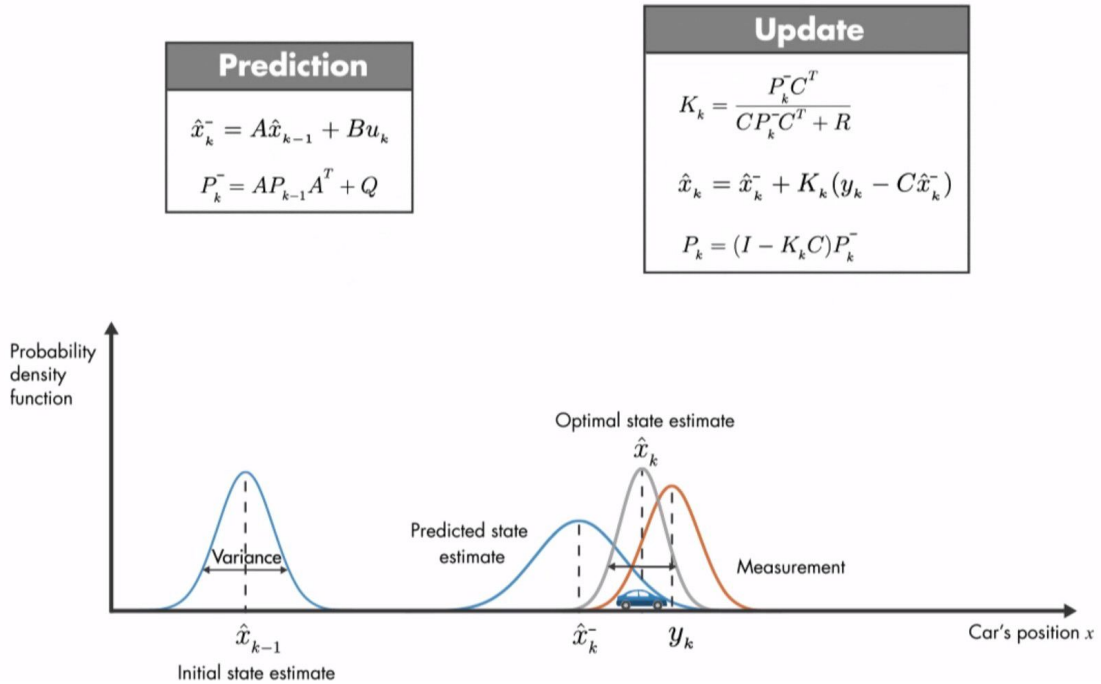 Prediction
x̂ₖ⁻ = Ax̂ₖ₋₁ + Buₖ
Pₖ⁻ = APₖ₋₁Aᵀ + Q
Update
Kₖ = Pₖ⁻Cᵀ / CPₖ⁻Cᵀ + R
x̂ₖ = x̂ₖ⁻ + Kₖ(yₖ − Cx̂ₖ⁻)
Pₖ = (I − KₖC)Pₖ⁻
Probability
density
function
Optimal state estimate
x̂ₖ
Predicted state
estimate
Variance
Measurement
x̂ₖ₋₁
x̂ₖ⁻
yₖ
Car's position x
Initial state estimate